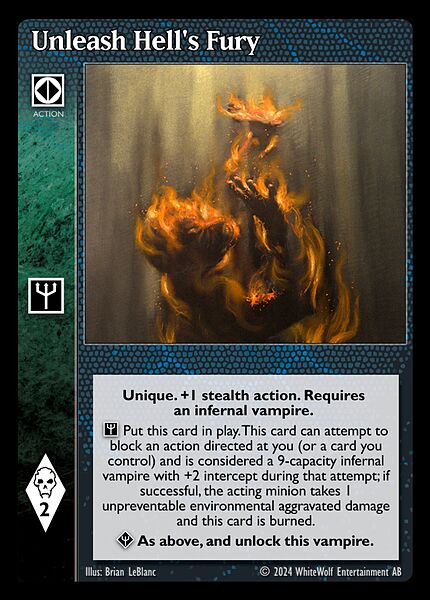 Unleash Hell's Fury
ACTION
Unique. +1 stealth action. Requires
an infernal vampire.
Put this card in play. This card can attempt to
block an action directed at you (or a card you
control) and is considered a 9-capacity infernal
vampire with +2 intercept during that attempt; if
successful, the acting minion takes 1
unpreventable environmental aggravated damage
and this card is burned.
As above, and unlock this vampire.
2
Illus: Brian LeBlanc
© 2024 WhiteWolf Entertainment AB